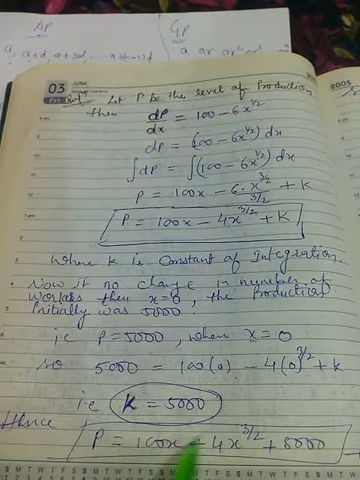 AP
GP
a, a+d, a+2d, ... a+(n-1)d
a, ar, ar²
03 JUNE
FRI
2005
Let P Be the level of Production
then dP/dx = 100 - 6x^1/2
dP = (100 - 6x^1/2) dx
∫dP = ∫(100 - 6x^1/2) dx
P = 100x - 6·x^3/2 / 3/2 + k
P = 100x - 4x^3/2 + k
Where k is Constant of Integration.
Now if no change in number of
workers then x=0, the Production
Initially was 5000
i.e P=5000, when x=0
so 5000 = 100(0) - 4(0)^3/2 + k
i.e k = 5000
Hence
P = 100x - 4x^3/2 + 5000